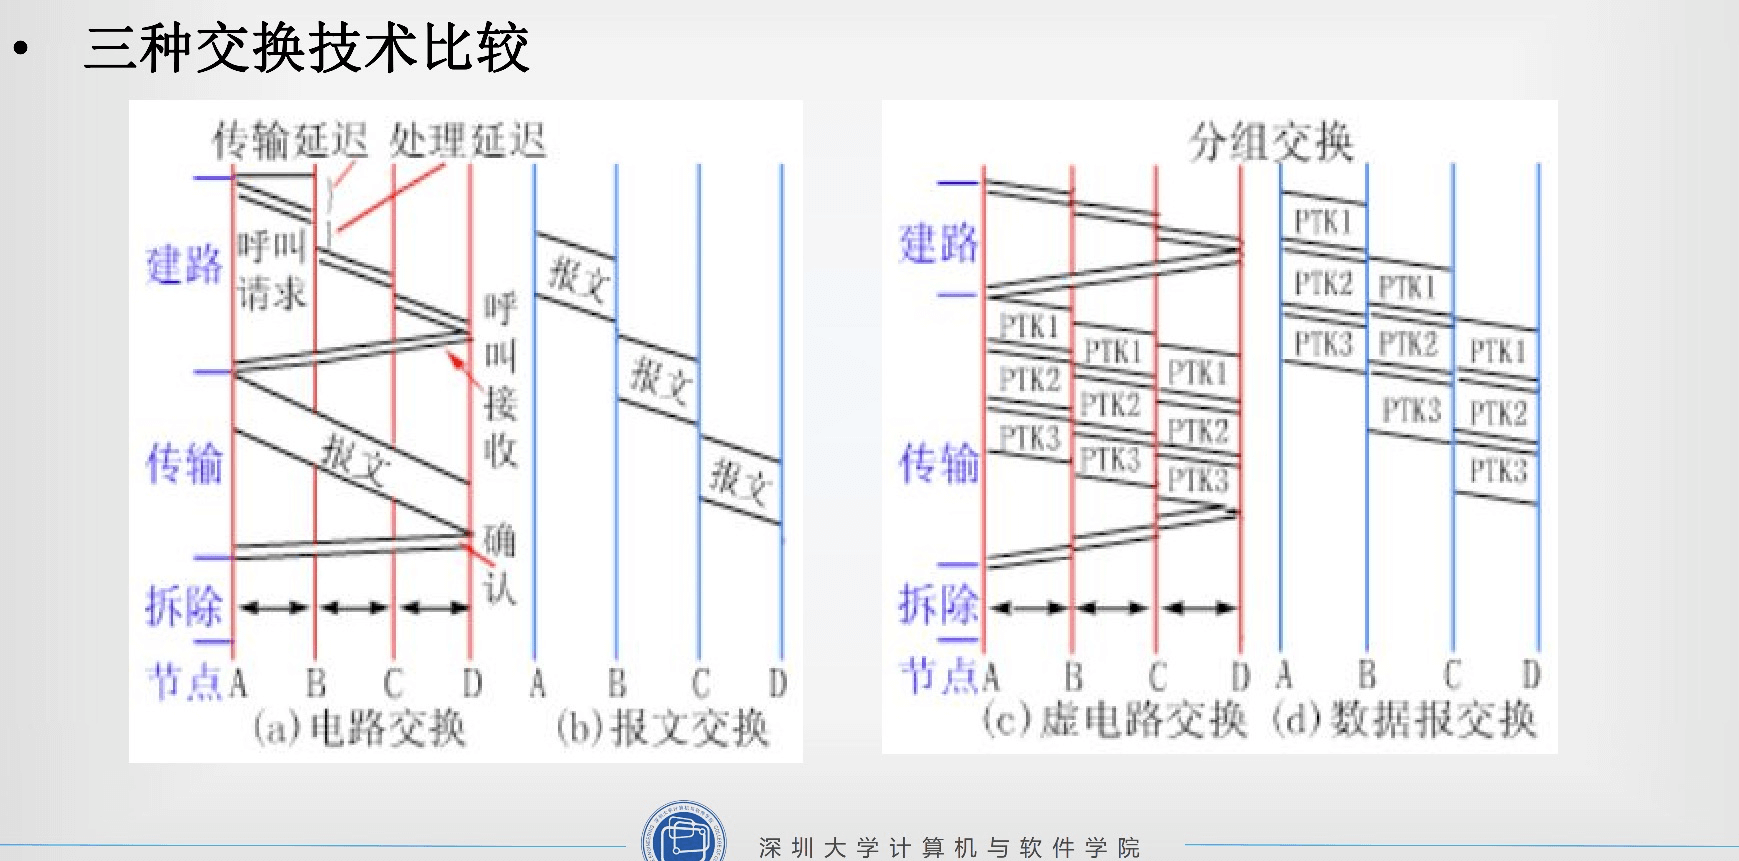 • 三种交换技术比较
传输延迟 处理延迟
建路
呼叫
请求
呼叫接收
报文
传输
确认
拆除
节点 A B C D
(a)电路交换
报文
报文
报文
A B C D
(b)报文交换
分组交换
建路
PTK1
PTK1
PTK1
PTK2
PTK2
PTK2
传输
PTK3
PTK3
PTK3
拆除
节点 A B C D
(c)虚电路交换
PTK1
PTK2 PTK1
PTK3 PTK2 PTK1
PTK3 PTK2
PTK3
A B C D
(d)数据报交换
深圳大学计算机与软件学院